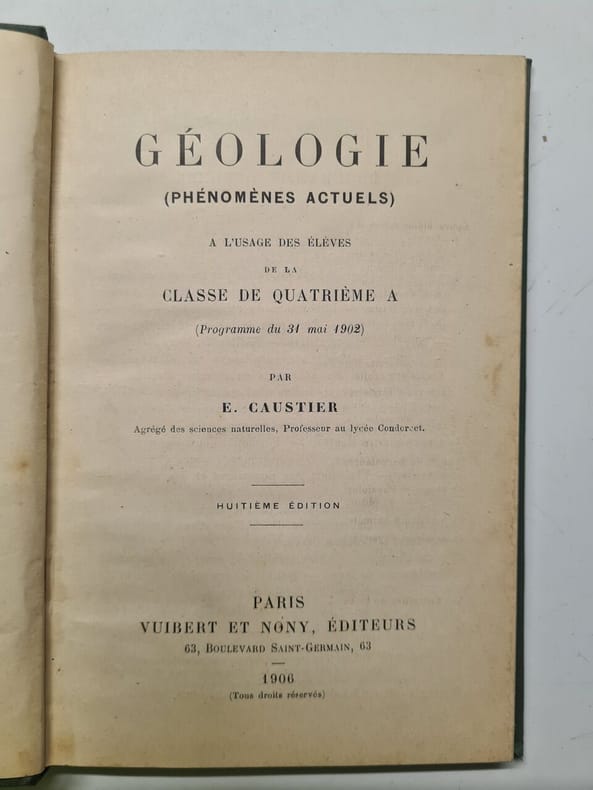 GÉOLOGIE
(PHÉNOMÈNES ACTUELS)
A L'USAGE DES ÉLÈVES
DE LA
CLASSE DE QUATRIÈME A
(Programme du 31 mai 1902)
PAR
E. CAUSTIER
Agrégé des sciences naturelles, Professeur au lycée Condorcet.
HUITIÈME ÉDITION
PARIS
VUIBERT ET NONY, ÉDITEURS
63, BOULEVARD SAINT-GERMAIN, 63
1906
(Tous droits réservés)